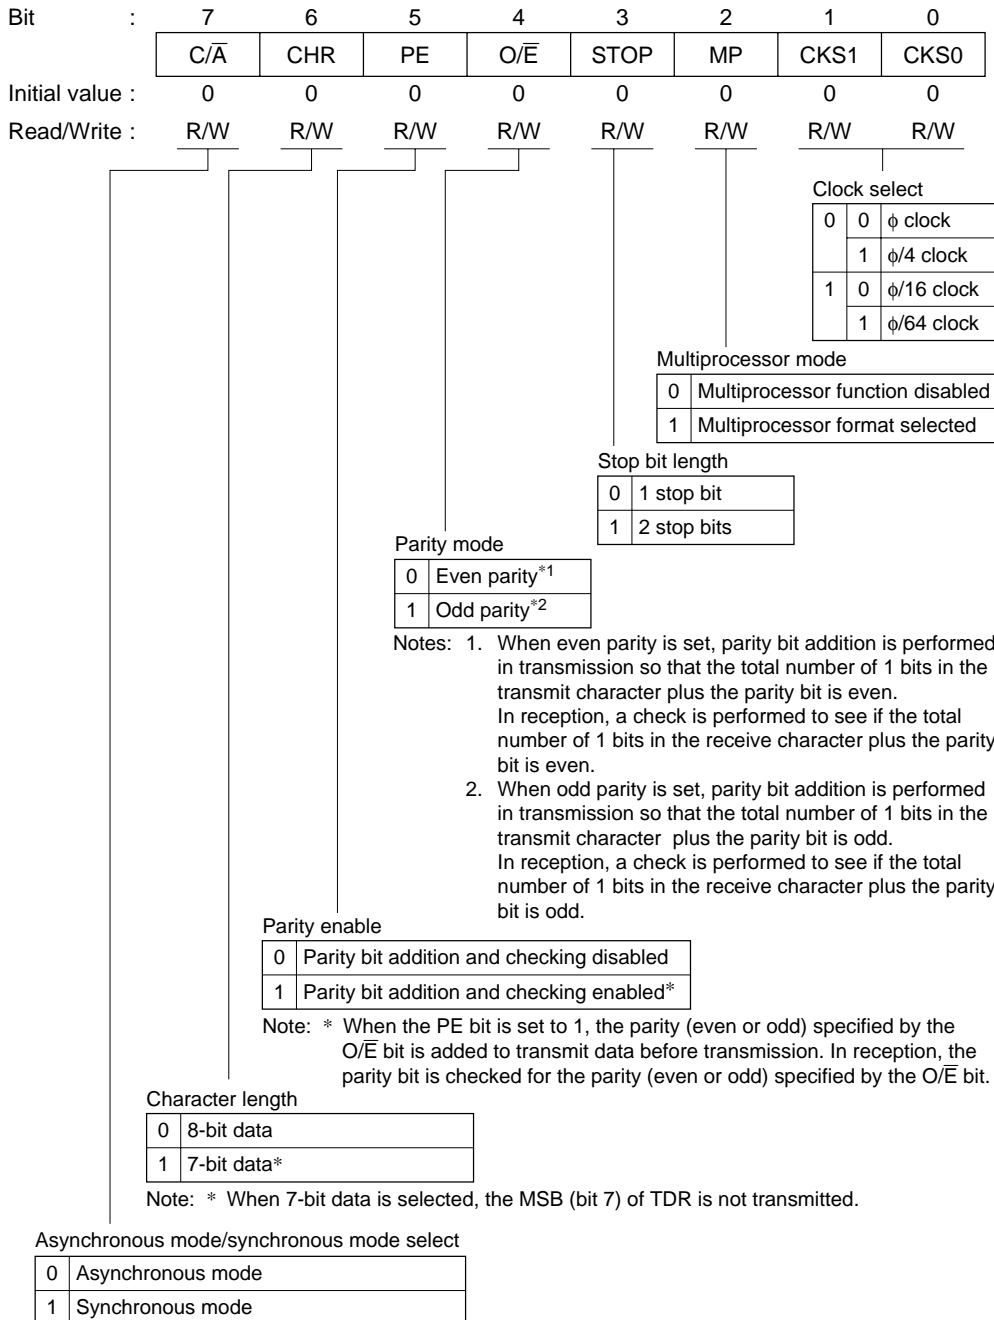 Bit : 7 6 5 4 3 2 1 0
C/A̅ CHR PE O/E̅ STOP MP CKS1 CKS0
Initial value : 0 0 0 0 0 0 0 0
Read/Write : R/W R/W R/W R/W R/W R/W R/W R/W
Clock select
0 0 ϕ clock
1 ϕ/4 clock
1 0 ϕ/16 clock
1 ϕ/64 clock
Multiprocessor mode
0 Multiprocessor function disabled
1 Multiprocessor format selected
Stop bit length
0 1 stop bit
1 2 stop bits
Parity mode
0 Even parity*1
1 Odd parity*2
Notes: 1. When even parity is set, parity bit addition is performed
in transmission so that the total number of 1 bits in the
transmit character plus the parity bit is even.
In reception, a check is performed to see if the total
number of 1 bits in the receive character plus the parity
bit is even.
2. When odd parity is set, parity bit addition is performed
in transmission so that the total number of 1 bits in the
transmit character plus the parity bit is odd.
In reception, a check is performed to see if the total
number of 1 bits in the receive character plus the parity
bit is odd.
Parity enable
0 Parity bit addition and checking disabled
1 Parity bit addition and checking enabled*
Note: * When the PE bit is set to 1, the parity (even or odd) specified by the
O/E̅ bit is added to transmit data before transmission. In reception, the
parity bit is checked for the parity (even or odd) specified by the O/E̅ bit.
Character length
0 8-bit data
1 7-bit data*
Note: * When 7-bit data is selected, the MSB (bit 7) of TDR is not transmitted.
Asynchronous mode/synchronous mode select
0 Asynchronous mode
1 Synchronous mode